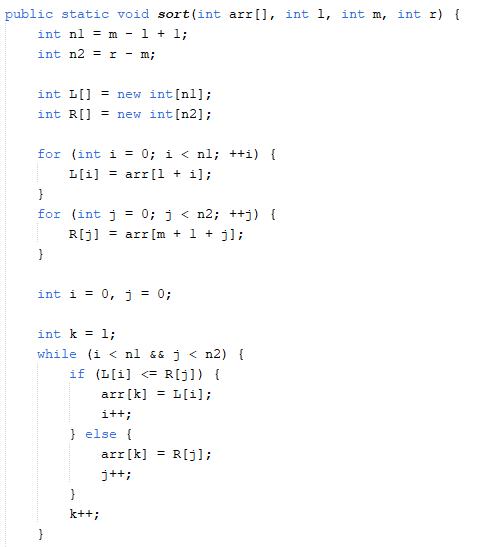 public static void sort(int arr[], int l, int m, int r) {
    int n1 = m - l + 1;
    int n2 = r - m;

    int L[] = new int[n1];
    int R[] = new int[n2];

    for (int i = 0; i < n1; ++i) {
        L[i] = arr[l + i];
    }
    for (int j = 0; j < n2; ++j) {
        R[j] = arr[m + 1 + j];
    }

    int i = 0, j = 0;

    int k = l;
    while (i < n1 && j < n2) {
        if (L[i] <= R[j]) {
            arr[k] = L[i];
            i++;
        } else {
            arr[k] = R[j];
            j++;
        }
        k++;
    }